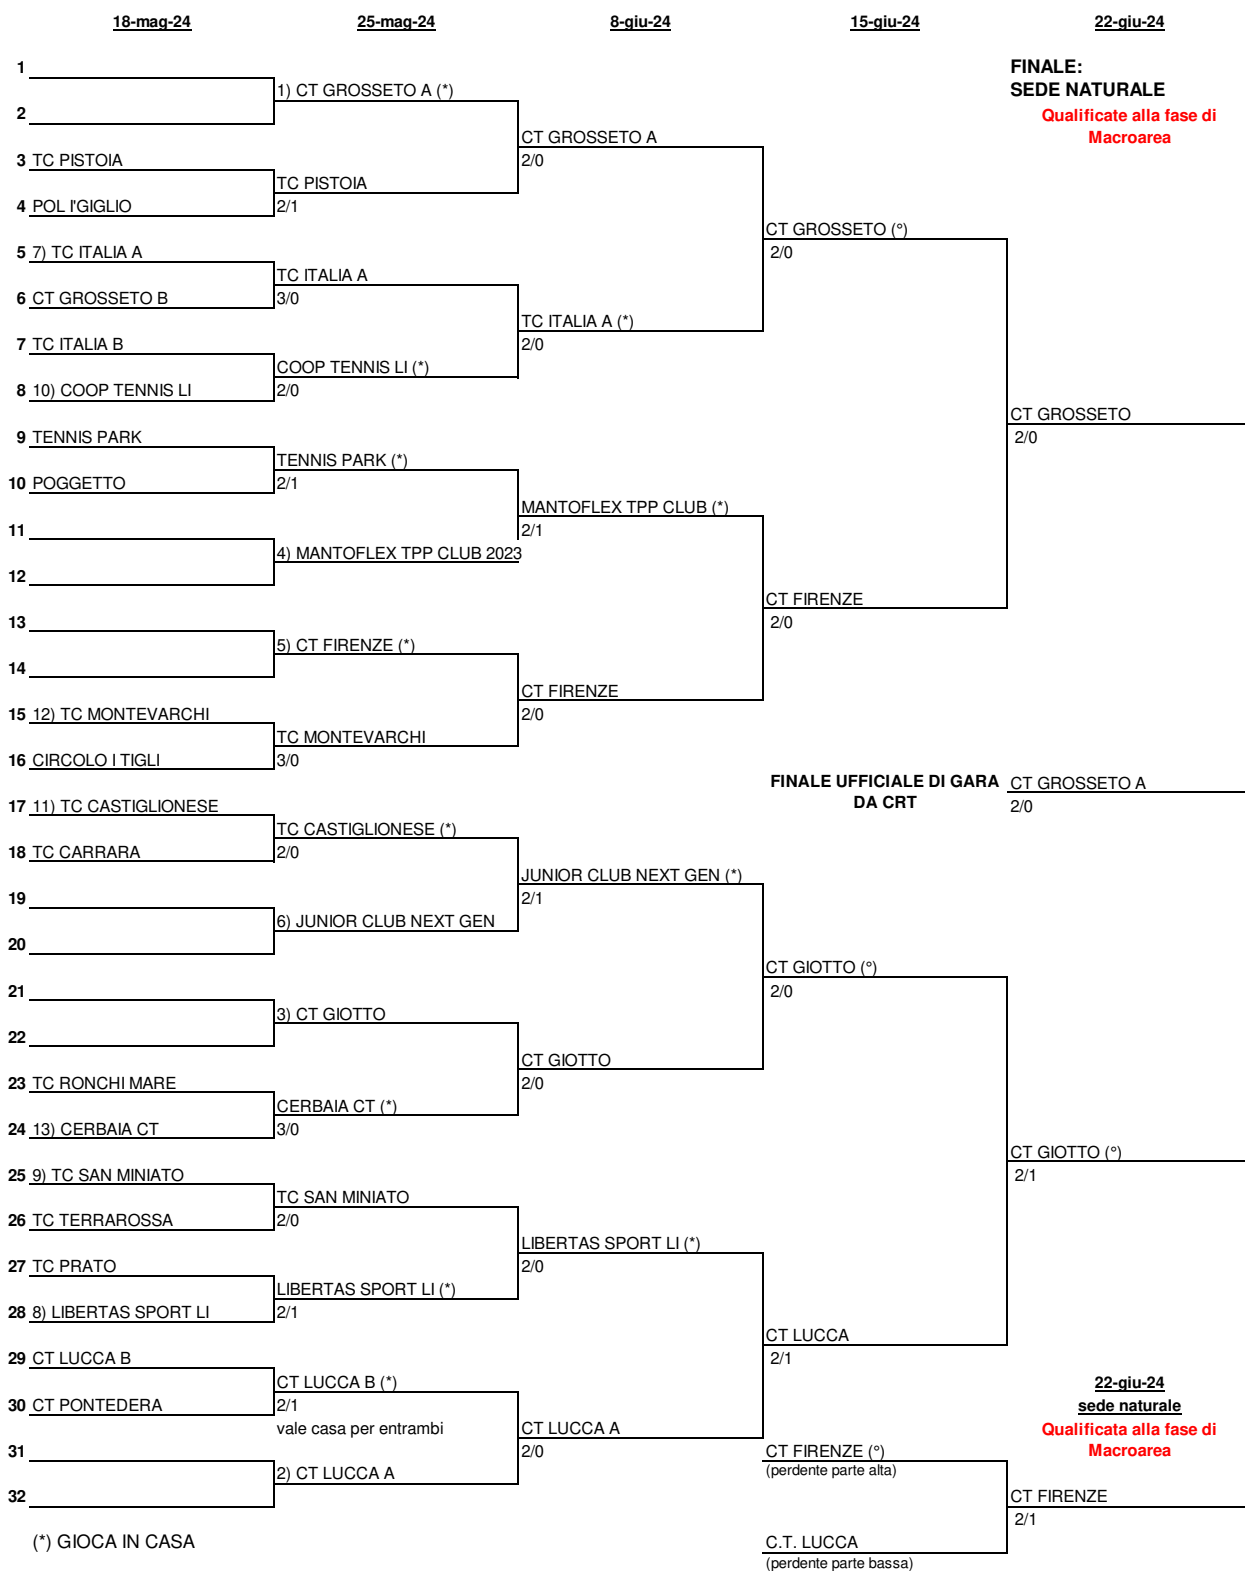 18-mag-24 25-mag-24 8-giu-24 15-giu-24 22-giu-24
1
FINALE:
1) CT GROSSETO A (*)
SEDE NATURALE
2
Qualificate alla fase di
Macroarea
CT GROSSETO A
3 TC PISTOIA
2/0
TC PISTOIA
4 POL I'GIGLIO
2/1
CT GROSSETO (°)
5 7) TC ITALIA A
2/0
TC ITALIA A
6 CT GROSSETO B
3/0
TC ITALIA A (*)
7 TC ITALIA B
2/0
COOP TENNIS LI (*)
8 10) COOP TENNIS LI
2/0
CT GROSSETO
9 TENNIS PARK
2/0
TENNIS PARK (*)
10 POGGETTO
2/1
MANTOFLEX TPP CLUB (*)
11
2/1
4) MANTOFLEX TPP CLUB 2023
12
CT FIRENZE
13
2/0
5) CT FIRENZE (*)
14
CT FIRENZE
15 12) TC MONTEVARCHI
2/0
TC MONTEVARCHI
16 CIRCOLO I TIGLI
3/0
FINALE UFFICIALE DI GARA
DA CRT
CT GROSSETO A
2/0
17 11) TC CASTIGLIONESE
TC CASTIGLIONESE (*)
18 TC CARRARA
2/0
JUNIOR CLUB NEXT GEN (*)
19
2/1
6) JUNIOR CLUB NEXT GEN
20
CT GIOTTO (°)
21
2/0
3) CT GIOTTO
22
CT GIOTTO
23 TC RONCHI MARE
2/0
CERBAIA CT (*)
24 13) CERBAIA CT
3/0
CT GIOTTO (°)
25 9) TC SAN MINIATO
2/1
TC SAN MINIATO
26 TC TERRAROSSA
2/0
LIBERTAS SPORT LI (*)
27 TC PRATO
2/0
LIBERTAS SPORT LI (*)
28 8) LIBERTAS SPORT LI
2/1
CT LUCCA
29 CT LUCCA B
2/1
CT LUCCA B (*)
22-giu-24
30 CT PONTEDERA
2/1
sede naturale
vale casa per entrambi
CT LUCCA A
Qualificata alla fase di
Macroarea
31
2/0
CT FIRENZE (°)
(perdente parte alta)
2) CT LUCCA A
32
CT FIRENZE
2/1
(*) GIOCA IN CASA
C.T. LUCCA
(perdente parte bassa)